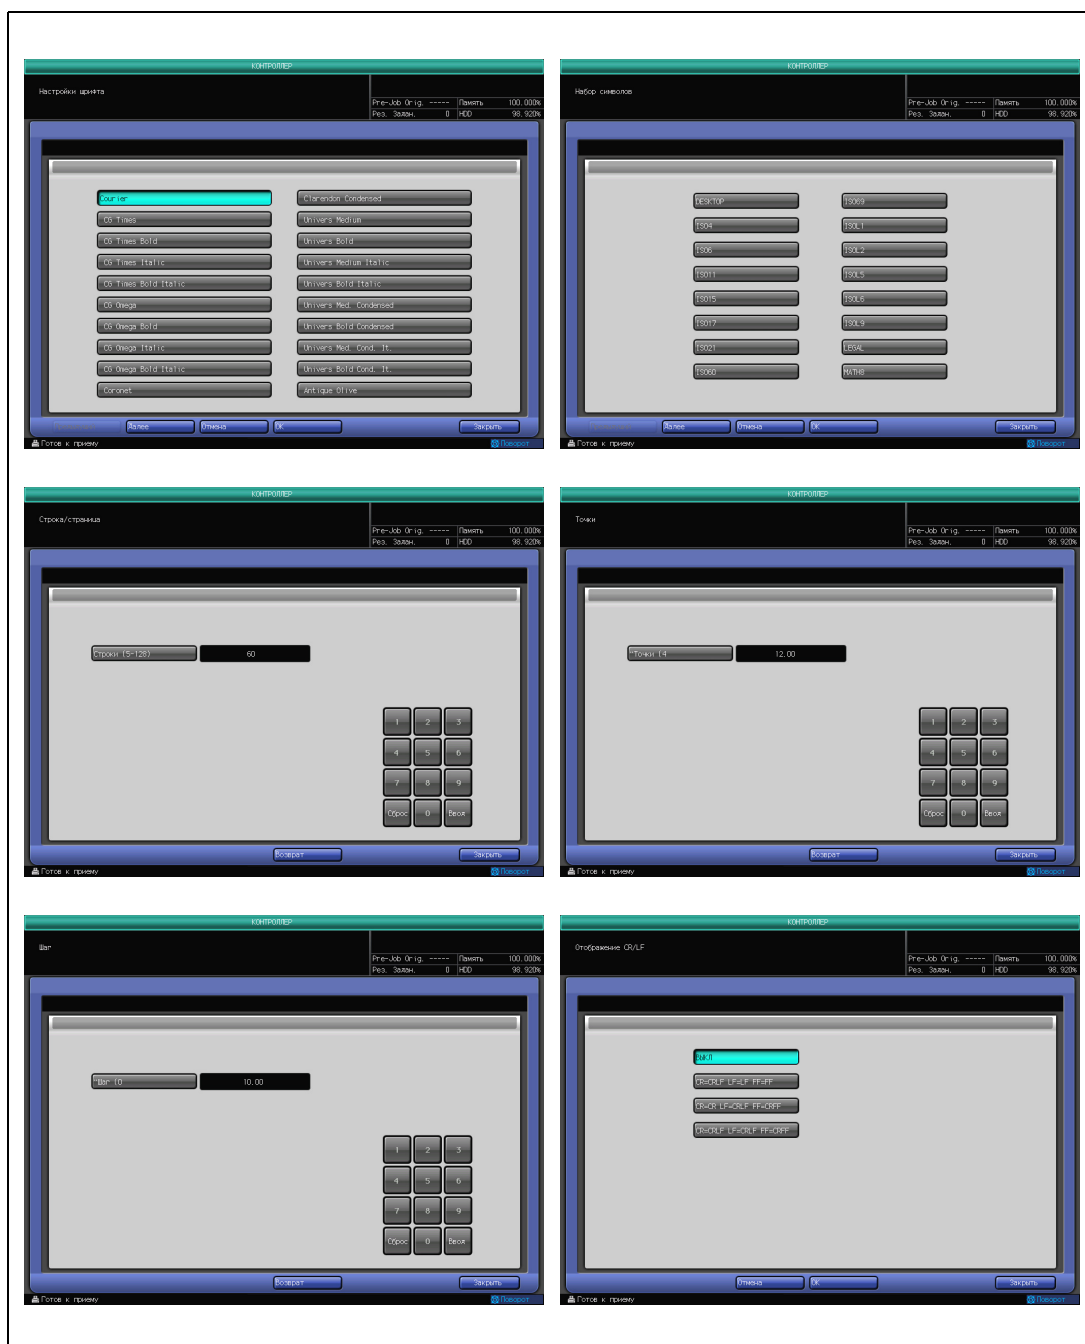 КОНТРОЛЛЕР
Настройки шрифта
Pre-Job Orig. ----- Память 100.000%
Рез. Задан. 0 HDD 98.920%
Courier
CG Times
CG Times Bold
CG Times Italic
CG Times Bold Italic
CG Omega
CG Omega Bold
CG Omega Italic
CG Omega Bold Italic
Coronet
Clarendon Condensed
Univers Medium
Univers Bold
Univers Medium Italic
Univers Bold Italic
Univers Med. Condensed
Univers Bold Condensed
Univers Med. Cond. It.
Univers Bold Cond. It.
Antique Olive
Далее Отмена OK Закрыть
Готов к приему Поворот
КОНТРОЛЛЕР
Набор символов
Pre-Job Orig. ----- Память 100.000%
Рез. Задан. 0 HDD 98.920%
DESKTOP
ISO4
ISO6
ISO11
ISO15
ISO17
ISO21
ISO60
ISO69
ISOL1
ISOL2
ISOL5
ISOL6
ISOL9
LEGAL
MATH8
Далее Отмена OK Закрыть
Готов к приему Поворот
КОНТРОЛЛЕР
Строка/страница
Pre-Job Orig. ----- Память 100.000%
Рез. Задан. 0 HDD 98.920%
Строки (5-128) 60
1 2 3
4 5 6
7 8 9
Сброс 0 Ввод
Возврат Закрыть
Готов к приему Поворот
КОНТРОЛЛЕР
Точки
Pre-Job Orig. ----- Память 100.000%
Рез. Задан. 0 HDD 98.920%
"Точки (4 12.00
1 2 3
4 5 6
7 8 9
Сброс 0 Ввод
Возврат Закрыть
Готов к приему Поворот
КОНТРОЛЛЕР
Шаг
Pre-Job Orig. ----- Память 100.000%
Рез. Задан. 0 HDD 98.920%
"Шаг (0 10.00
1 2 3
4 5 6
7 8 9
Сброс 0 Ввод
Возврат Закрыть
Готов к приему Поворот
КОНТРОЛЛЕР
Отображение CR/LF
Pre-Job Orig. ----- Память 100.000%
Рез. Задан. 0 HDD 98.920%
ВЫКЛ
CR=CRLF LF=LF FF=FF
CR=CR LF=CRLF FF=CRFF
CR=CRLF LF=CRLF FF=CRFF
Отмена OK Закрыть
Готов к приему Поворот